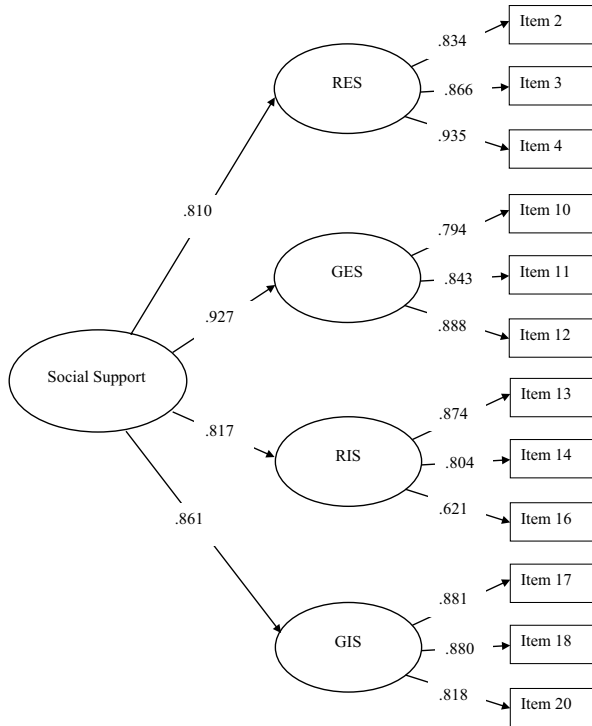 Item 2
.834
RES
.866
Item 3
.935
Item 4
.810
Item 10
.794
GES
.843
Item 11
.927
.888
Item 12
Social Support
Item 13
.874
.817
RIS
.804
Item 14
.621
Item 16
.861
Item 17
.881
GIS
.880
Item 18
.818
Item 20